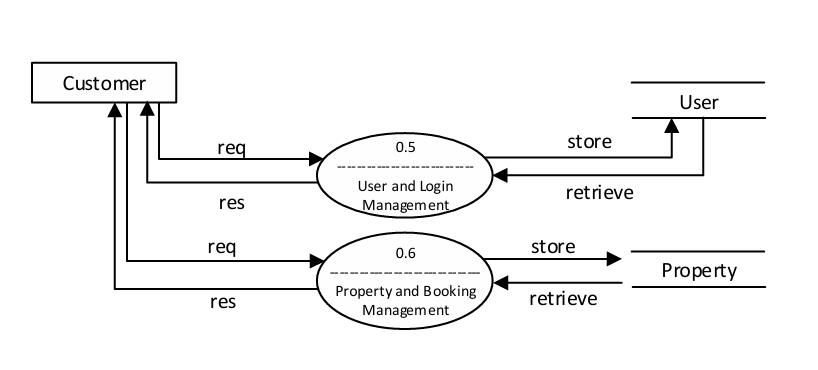 Customer
User
req
0.5
store
User and Login
Management
res
retrieve
req
0.6
store
Property
Property and Booking
Management
res
retrieve